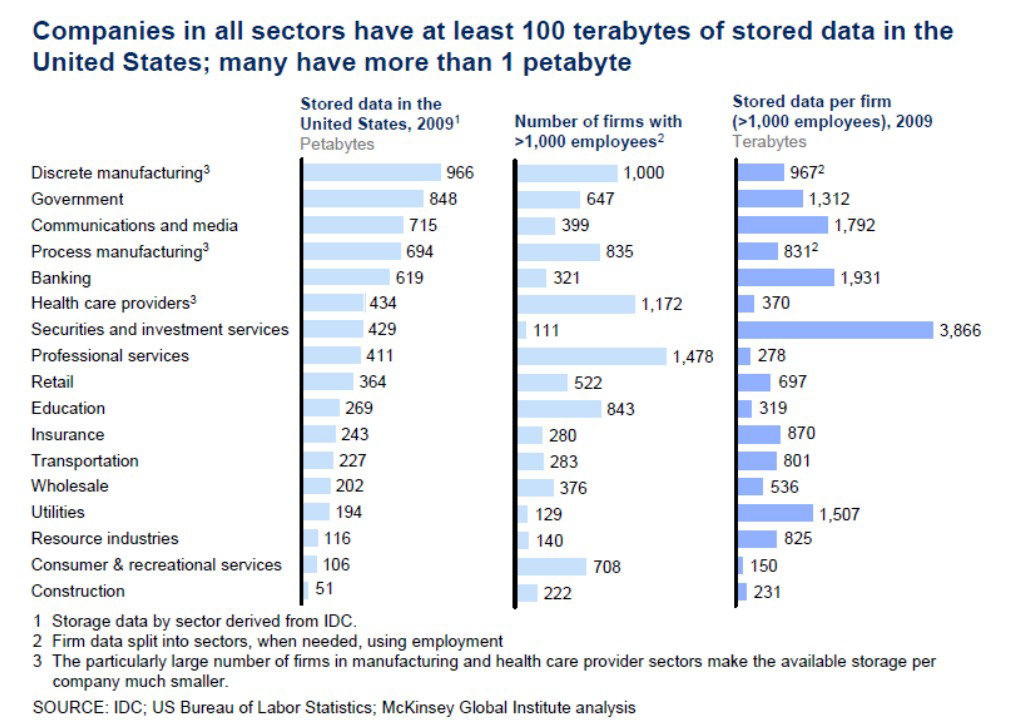 Companies in all sectors have at least 100 terabytes of stored data in the
United States; many have more than 1 petabyte
Stored data in the
United States, 2009¹
Petabytes
Number of firms with
>1,000 employees²
Stored data per firm
(>1,000 employees), 2009
Terabytes
Discrete manufacturing³ 966 1,000 967²
Government 848 647 1,312
Communications and media 715 399 1,792
Process manufacturing³ 694 835 831²
Banking 619 321 1,931
Health care providers³ 434 1,172 370
Securities and investment services 429 111 3,866
Professional services 411 1,478 278
Retail 364 522 697
Education 269 843 319
Insurance 243 280 870
Transportation 227 283 801
Wholesale 202 376 536
Utilities 194 129 1,507
Resource industries 116 140 825
Consumer & recreational services 106 708 150
Construction 51 222 231
1 Storage data by sector derived from IDC.
2 Firm data split into sectors, when needed, using employment
3 The particularly large number of firms in manufacturing and health care provider sectors make the available storage per
company much smaller.
SOURCE: IDC; US Bureau of Labor Statistics; McKinsey Global Institute analysis